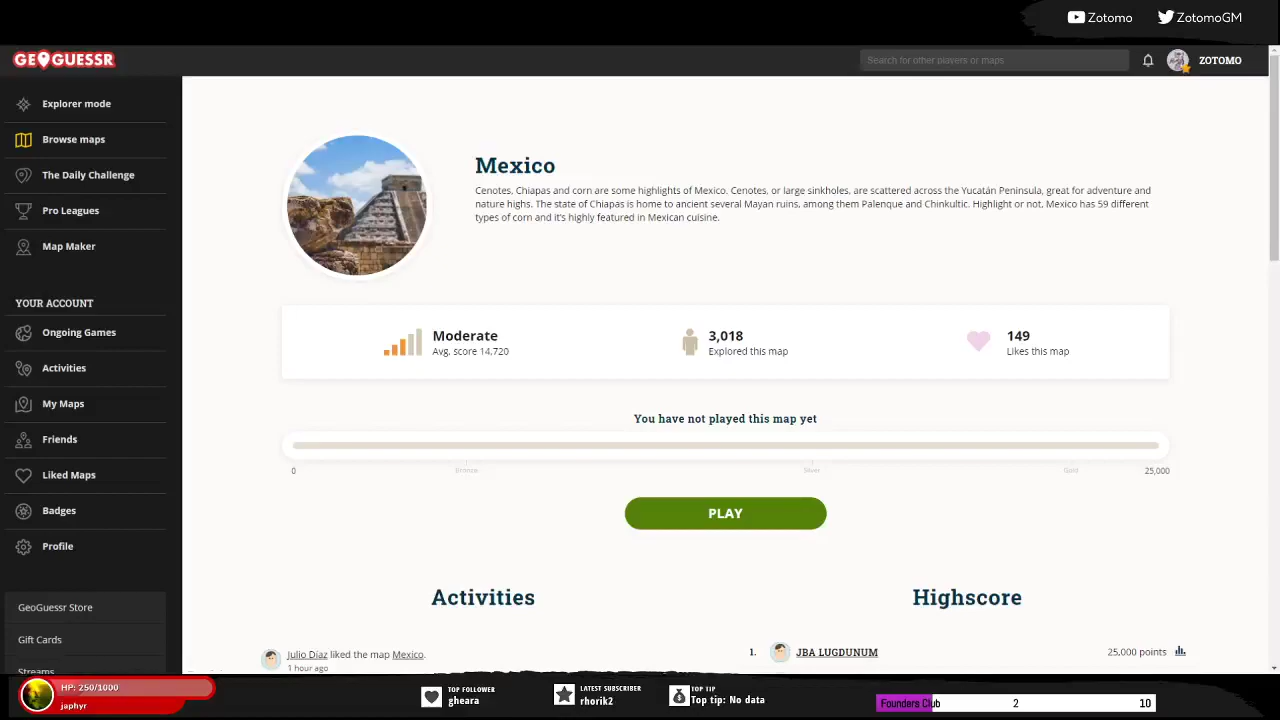 Zotomo
ZotomoGM
GEOGUESSR
Search for other players or maps
ZOTOMO
Explorer mode
Browse maps
The Daily Challenge
Pro Leagues
Map Maker
YOUR ACCOUNT
Ongoing Games
Activities
My Maps
Friends
Liked Maps
Badges
Profile
GeoGuessr Store
Gift Cards
Streams
Mexico
Cenotes, Chiapas and corn are some highlights of Mexico. Cenotes, or large sinkholes, are scattered across the Yucatán Peninsula, great for adventure and
nature highs. The state of Chiapas is home to ancient several Mayan ruins, among them Palenque and Chinkultic. Highlight or not, Mexico has 59 different
types of corn and it's highly featured in Mexican cuisine.
Moderate
Avg. score 14,720
3,018
Explored this map
149
Likes this map
You have not played this map yet
0
Bronze
Silver
Gold
25,000
PLAY
Activities
Julio Díaz liked the map Mexico.
1 hour ago
Highscore
1. JBA LUGDUNUM 25,000 points
HP: 250/1000
japhyr
TOP FOLLOWER
gheara
LATEST SUBSCRIBER
rhorik2
TOP TIP
Top tip: No data
Founders Club 2 10